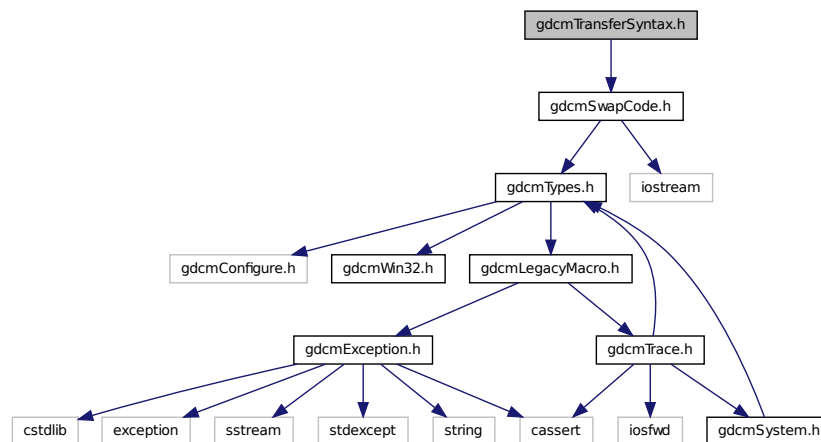 gdcmTransferSyntax.h
gdcmSwapCode.h
gdcmTypes.h
iostream
gdcmConfigure.h
gdcmWin32.h
gdcmLegacyMacro.h
gdcmException.h
gdcmTrace.h
cstdlib
exception
sstream
stdexcept
string
cassert
iosfwd
gdcmSystem.h